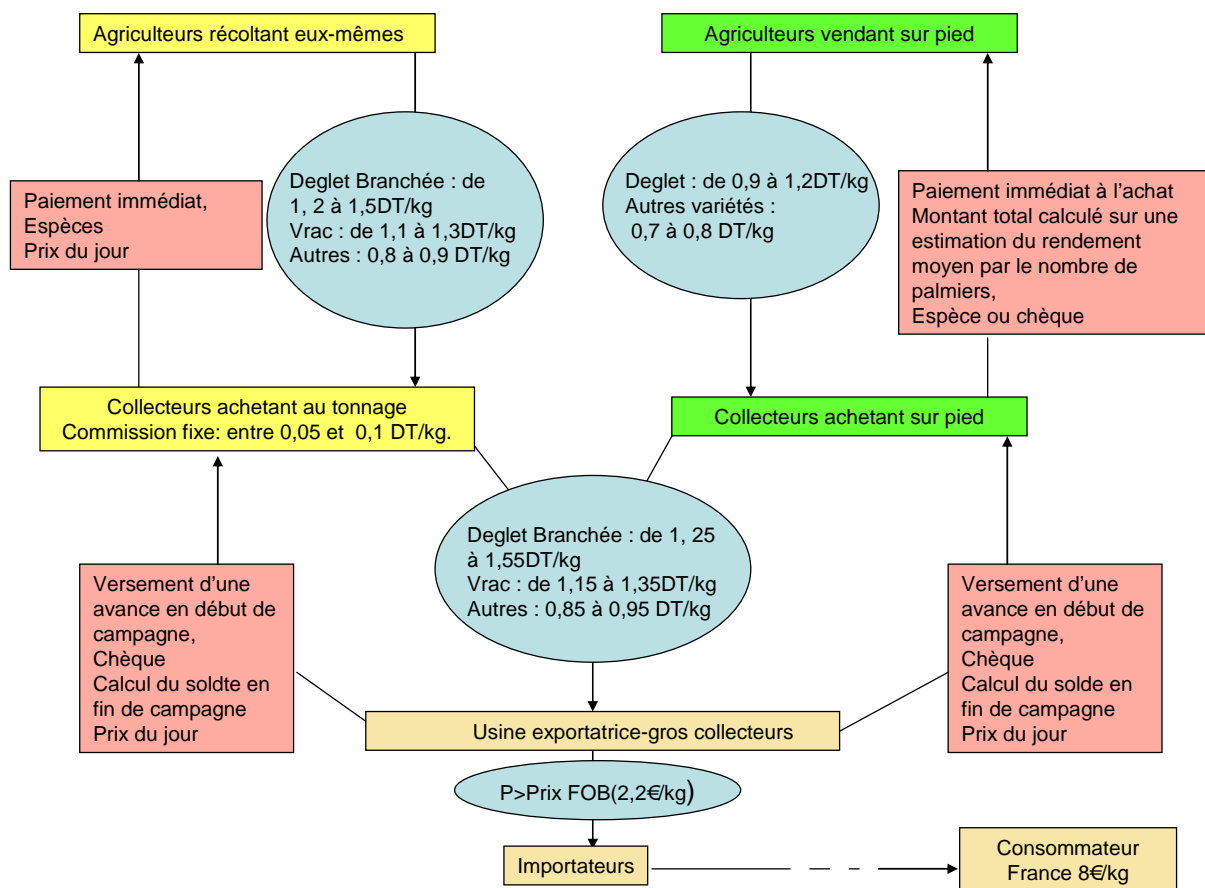 Agriculteurs récoltant eux-mêmes
Agriculteurs vendant sur pied
Paiement immédiat,
Espèces
Prix du jour
Deglet Branchée : de
1, 2 à 1,5DT/kg
Vrac : de 1,1 à 1,3DT/kg
Autres : 0,8 à 0,9 DT/kg
Deglet : de 0,9 à 1,2DT/kg
Autres variétés :
0,7 à 0,8 DT/kg
Paiement immédiat à l’achat
Montant total calculé sur une
estimation du rendement
moyen par le nombre de
palmiers,
Espèce ou chèque
Collecteurs achetant au tonnage
Commission fixe: entre 0,05 et 0,1 DT/kg.
Collecteurs achetant sur pied
Deglet Branchée : de 1, 25
à 1,55DT/kg
Vrac : de 1,15 à 1,35DT/kg
Autres : 0,85 à 0,95 DT/kg
Versement d’une
avance en début de
campagne,
Chèque
Calcul du soldte en
fin de campagne
Prix du jour
Versement d’une
avance en début de
campagne,
Chèque
Calcul du solde en
fin de campagne
Prix du jour
Usine exportatrice-gros collecteurs
P>Prix FOB(2,2€/kg)
Importateurs
Consommateur
France 8€/kg